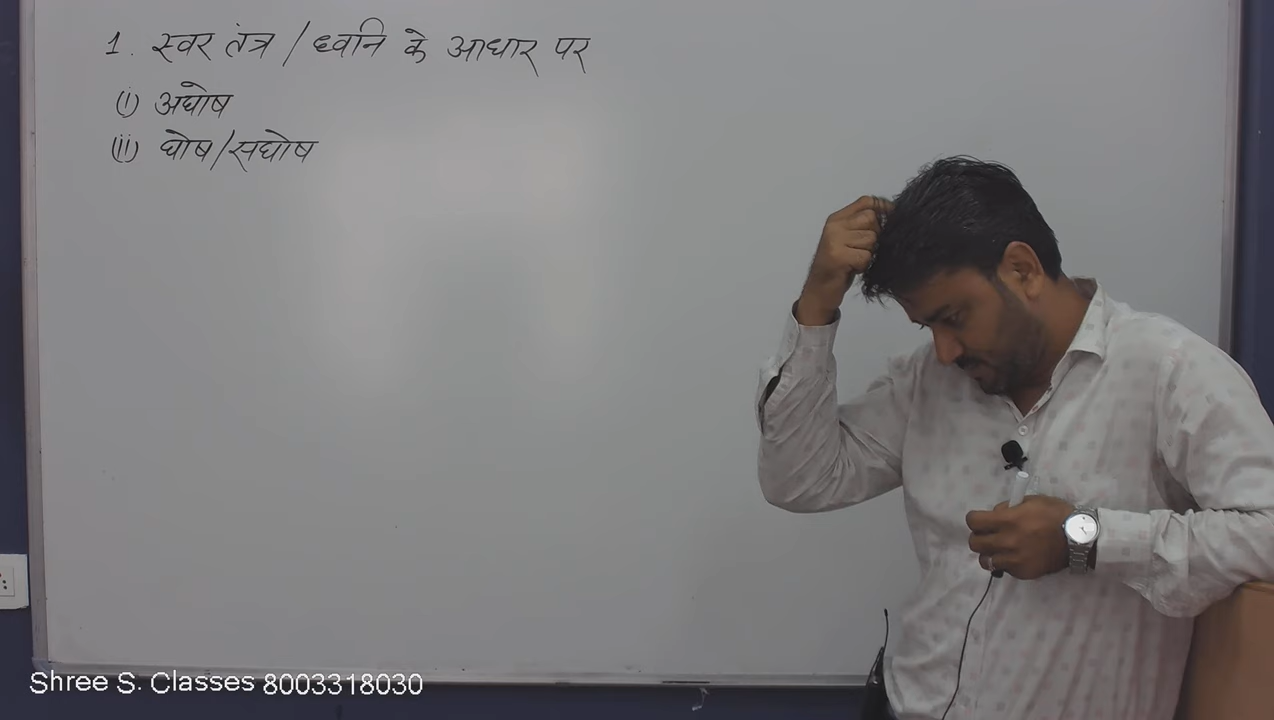 1. स्वर तंत्र / ध्वनि के आधार पर
(i) अघोष
(ii) घोष/सघोष
Shree S. Classes 8003318030